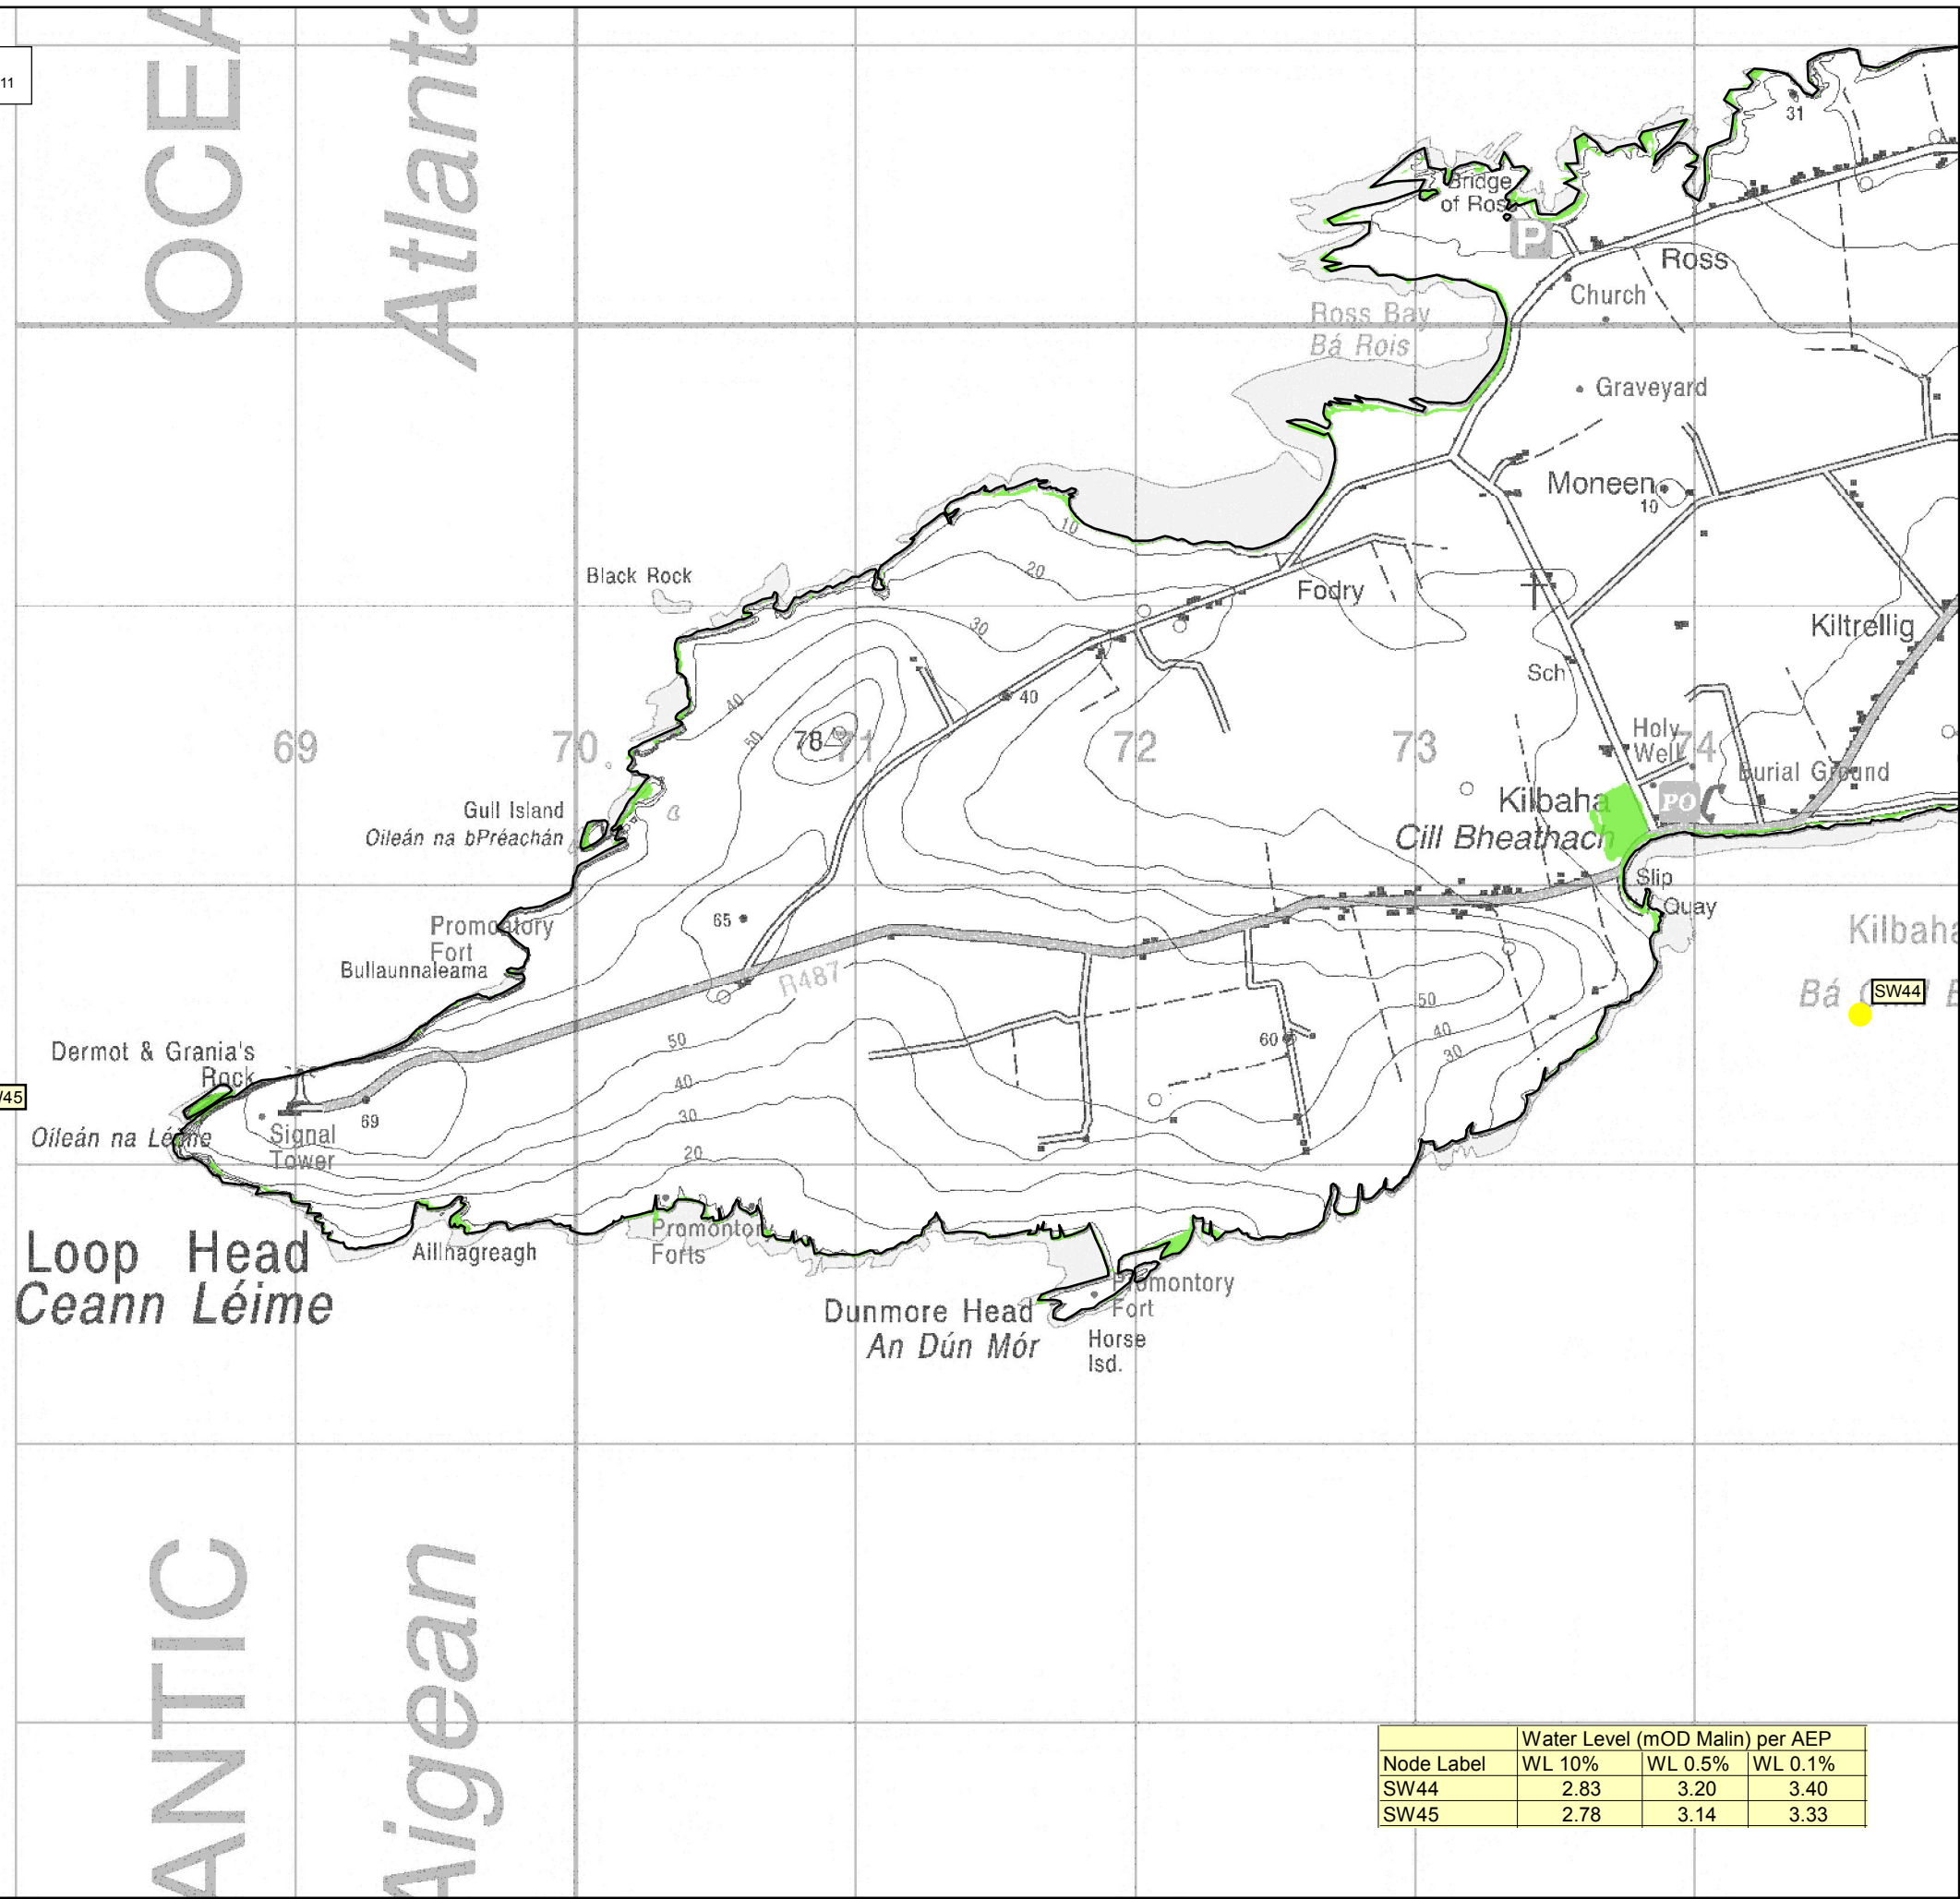 OCEA
Atlanta
11
31
Bridge
of Ross
P
Ross
Church
Ross Bay
Bá Rois
Graveyard
Moneen
10
10
20
Black Rock
Fodry
30
Kiltrellig
Sch
40
40
50
78
69
70
71
72
73
74
Holy
Well
Burial Ground
Gull Island
Oileán na bPréachán
Kilbaha
Cill Bheathach
PO
Slip
Quay
65
Promontory
Fort
Bullaunnaleama
R487
Kilbaha
Bá
SW44
50
50
40
30
60
Dermot & Grania's
Rock
40
30
W45
69
Oileán na Léime
Signal
Tower
20
Promontory
Forts
Loop Head
Ceann Léime
Aillnagreagh
Promontory
Fort
Dunmore Head
An Dún Mór
Horse
Isd.
ANTIC
Aigean
Water Level (mOD Malin) per AEP
Node Label WL 10% WL 0.5% WL 0.1%
SW44 2.83 3.20 3.40
SW45 2.78 3.14 3.33